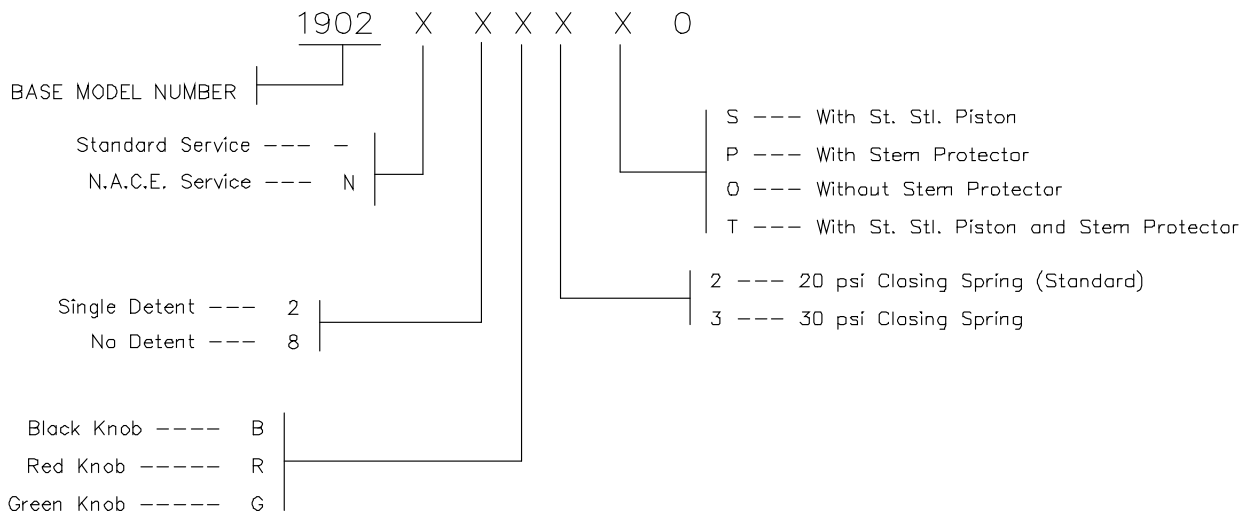 1902 X X X X X 0
BASE MODEL NUMBER
Standard Service --- -
N.A.C.E. Service --- N
Single Detent --- 2
No Detent --- 8
Black Knob ---- B
Red Knob ----- R
Green Knob ----- G
S --- With St. Stl. Piston
P --- With Stem Protector
0 --- Without Stem Protector
T --- With St. Stl. Piston and Stem Protector
2 --- 20 psi Closing Spring (Standard)
3 --- 30 psi Closing Spring